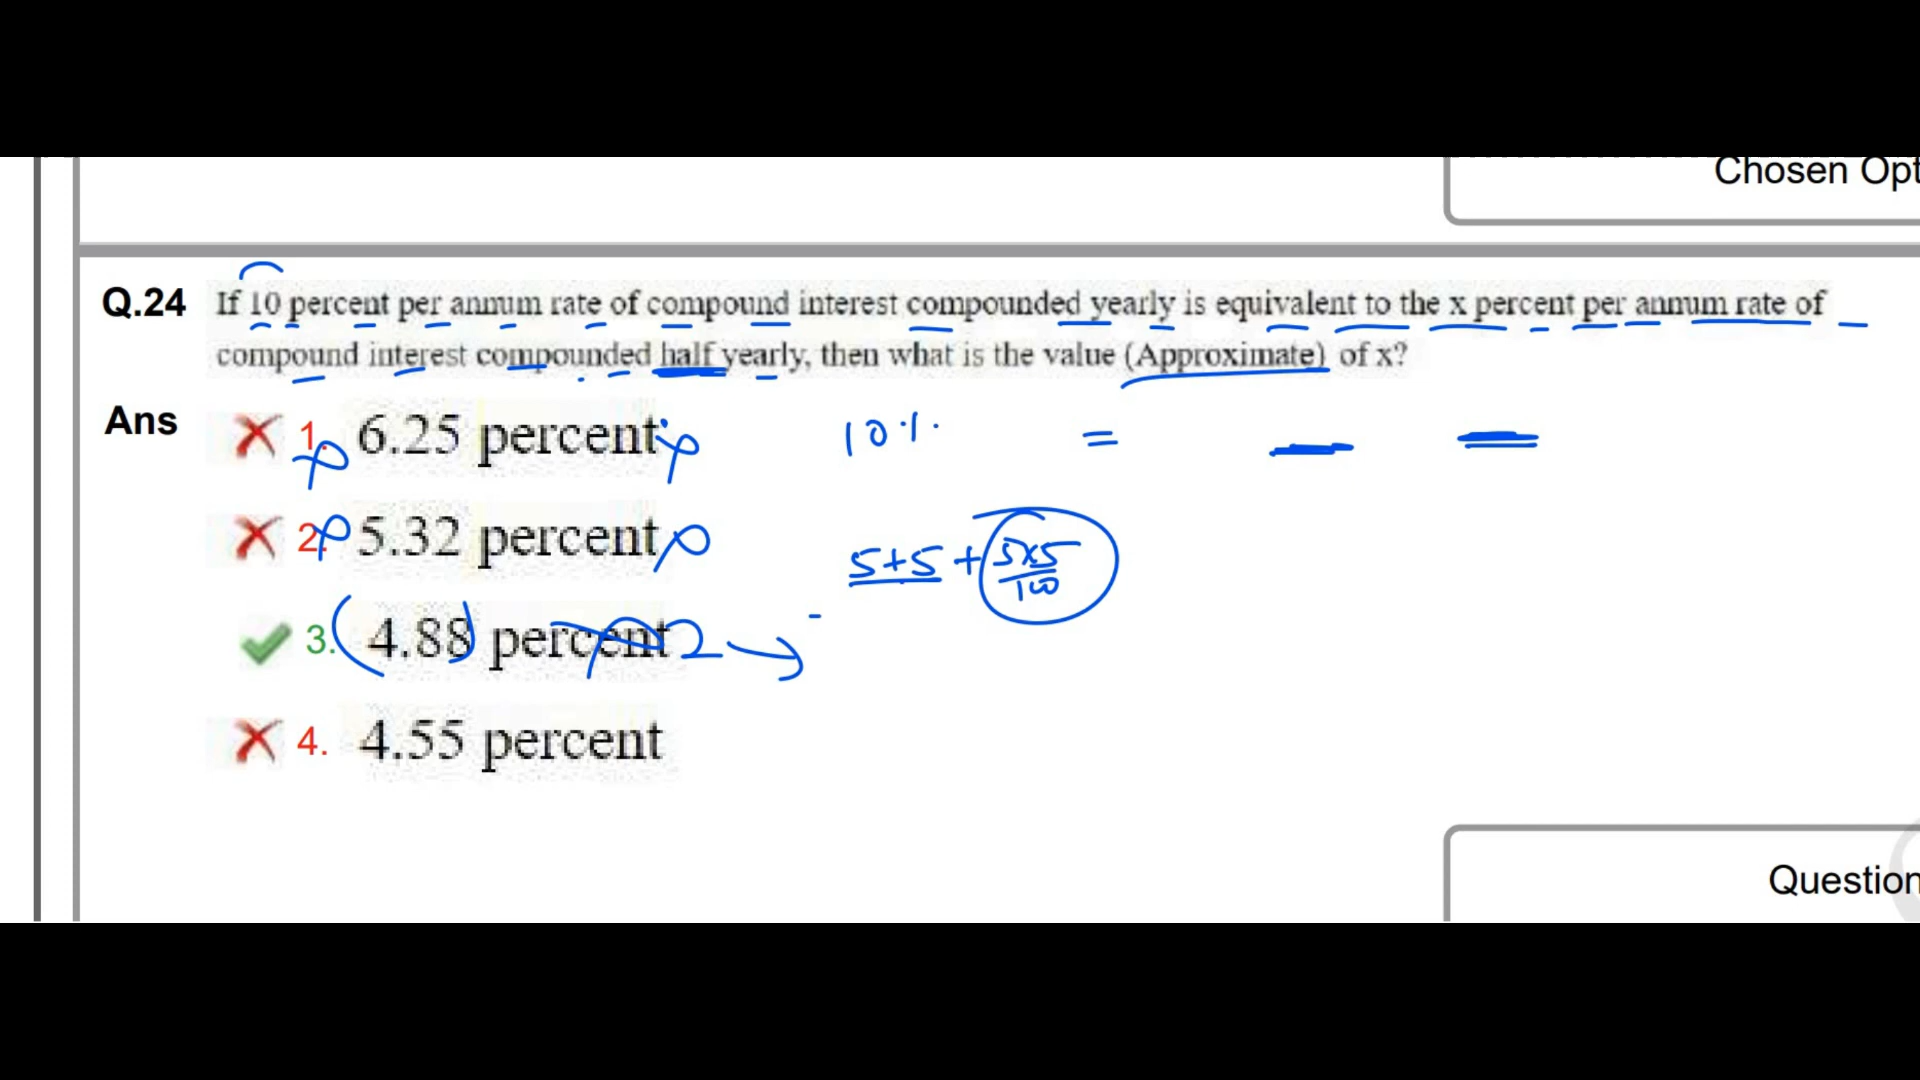 Chosen Opt
Q.24 If 10 percent per annum rate of compound interest compounded yearly is equivalent to the x percent per annum rate of
compound interest compounded half yearly, then what is the value (Approximate) of x?
Ans 1. 6.25 percent
10% =
2. 5.32 percent
5+5 + 5x5/100
3. 4.88 percent
4. 4.55 percent
Question